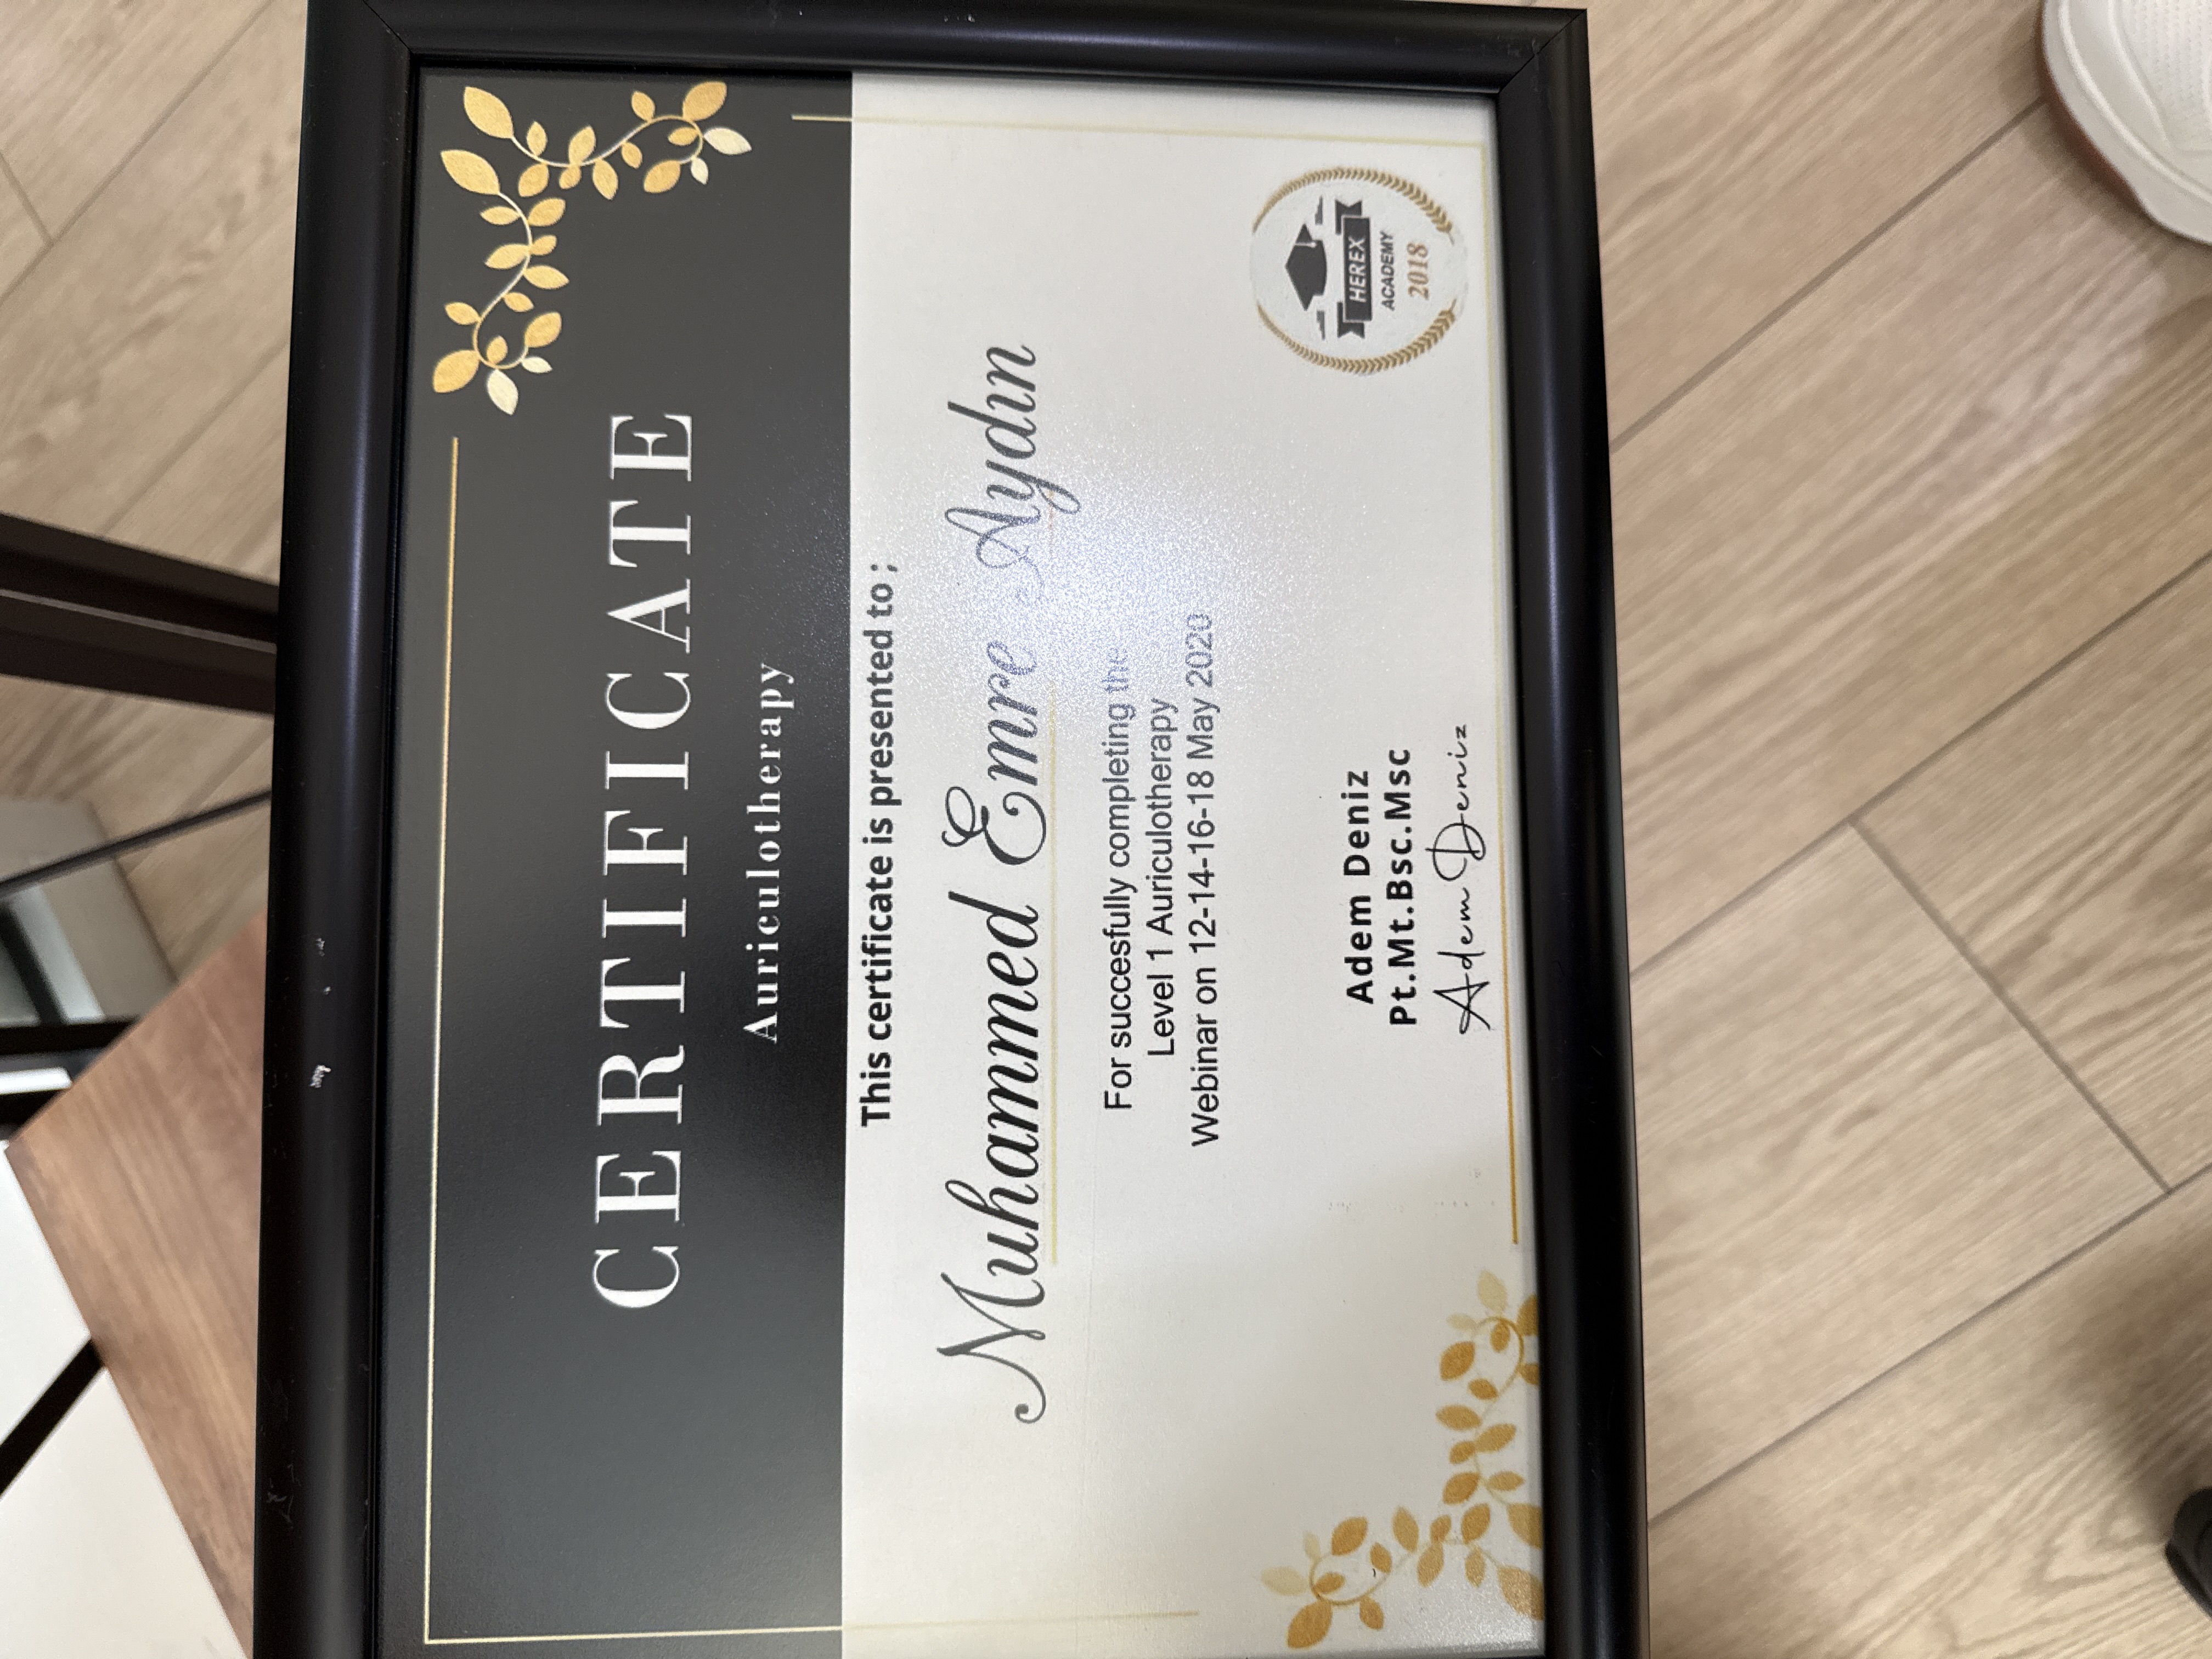 CERTIFICATE
Auriculotherapy
This certificate is presented to ;
Muhammed Emre Aydın
For succesfully completing the
Level 1 Auriculotherapy
Webinar on 12-14-16-18 May 2020
Adem Deniz
Pt.Mt.Bsc.Msc
Adem Deniz
HEREX
ACADEMY
2018